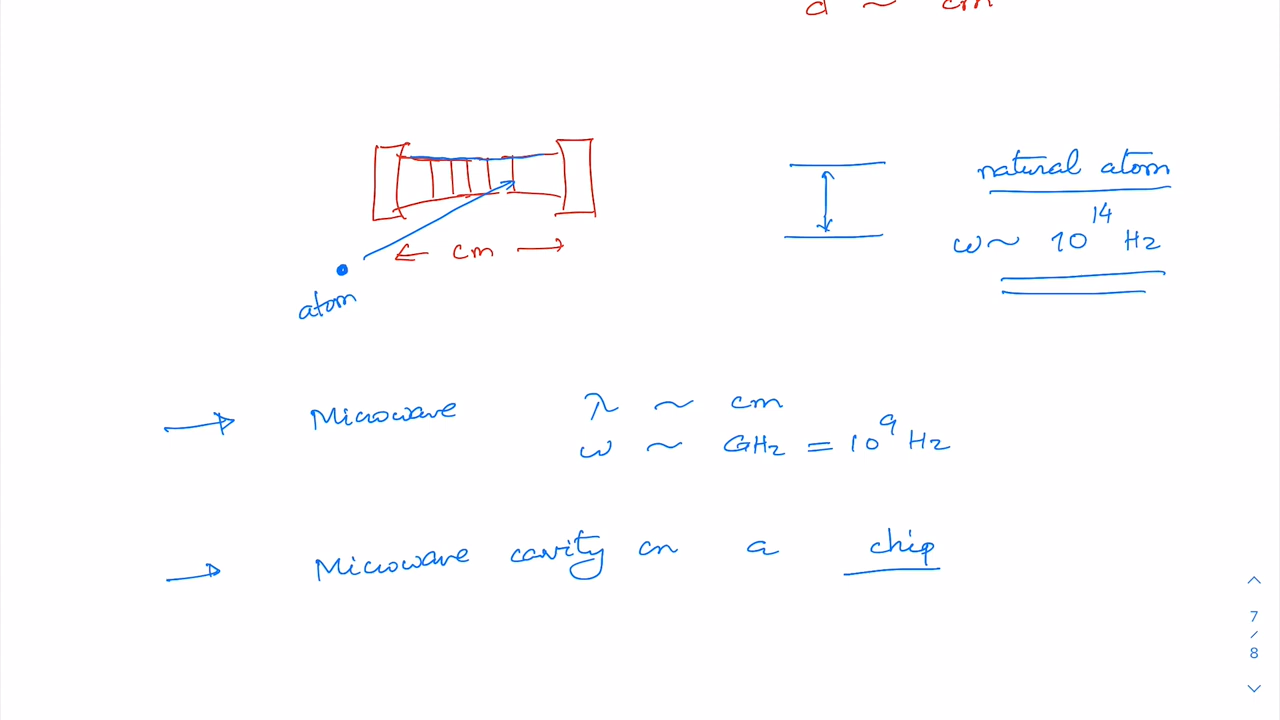 d ~ cm
natural atom
ω ~ 10^14 Hz
← cm →
atom
→ Microwave λ ~ cm
ω ~ GHz = 10^9 Hz
→ Microwave cavity on a chip
7
/
8